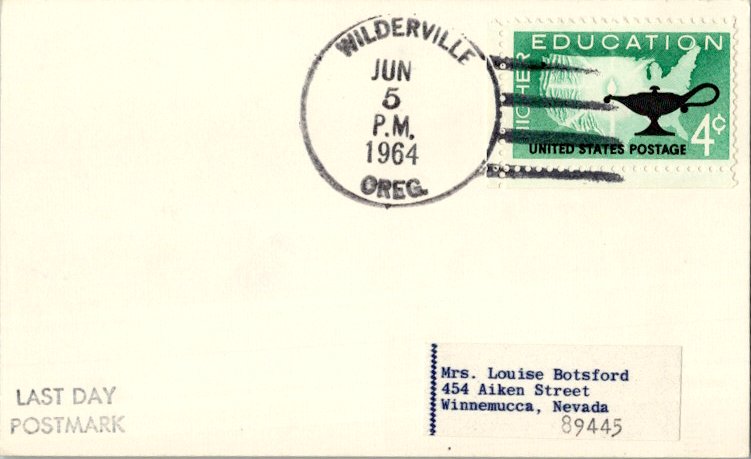 WILDERVILLE
JUN
5
P.M.
1964
OREG.
EDUCATION
HIGHER
4¢
UNITED STATES POSTAGE
LAST DAY
POSTMARK
Mrs. Louise Botsford
454 Aiken Street
Winnemucca, Nevada
89445